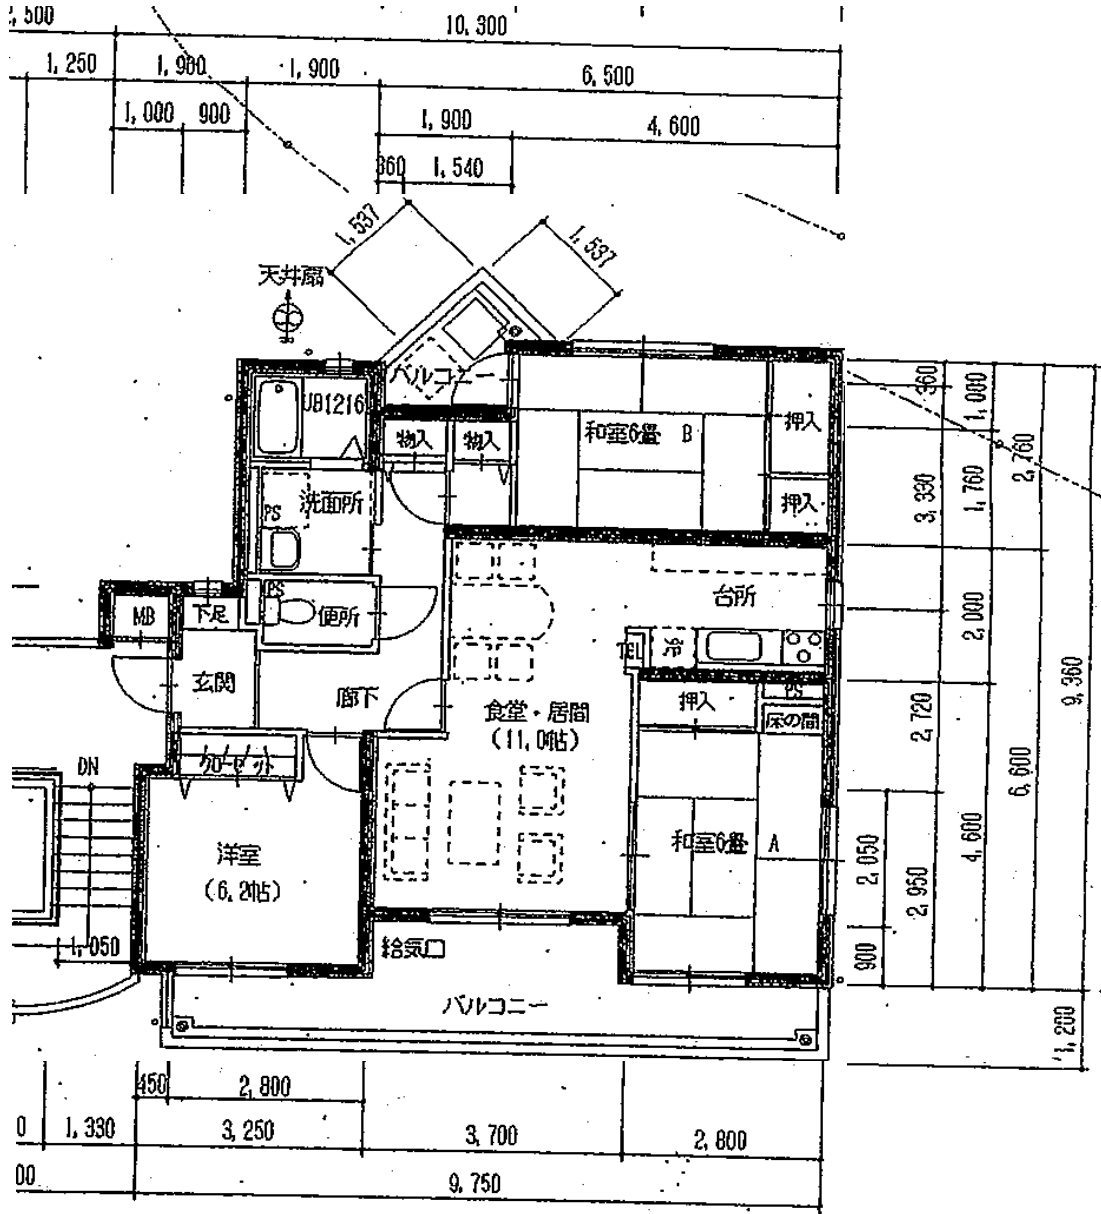 2,500
10,300
1,250
1,900
1,900
6,500
1,000
900
1,900
4,600
360
1,540
1,537
1,537
天井扇
バルコニー
UB1216
物入
物入
和室6畳 B
押入
押入
洗面所
PS
PS
便所
MB
下足
玄関
廊下
台所
TEL
冷
食堂・居間
(11,0帖)
押入
PS
床の間
クローゼット
DN
洋室
(6,2帖)
和室6畳 A
給気口
バルコニー
1,050
360
1,000
2,760
3,330
1,760
2,000
9,360
2,720
6,600
4,600
2,050
2,950
900
1,200
450
2,800
0
1,330
3,250
3,700
2,800
00
9,750